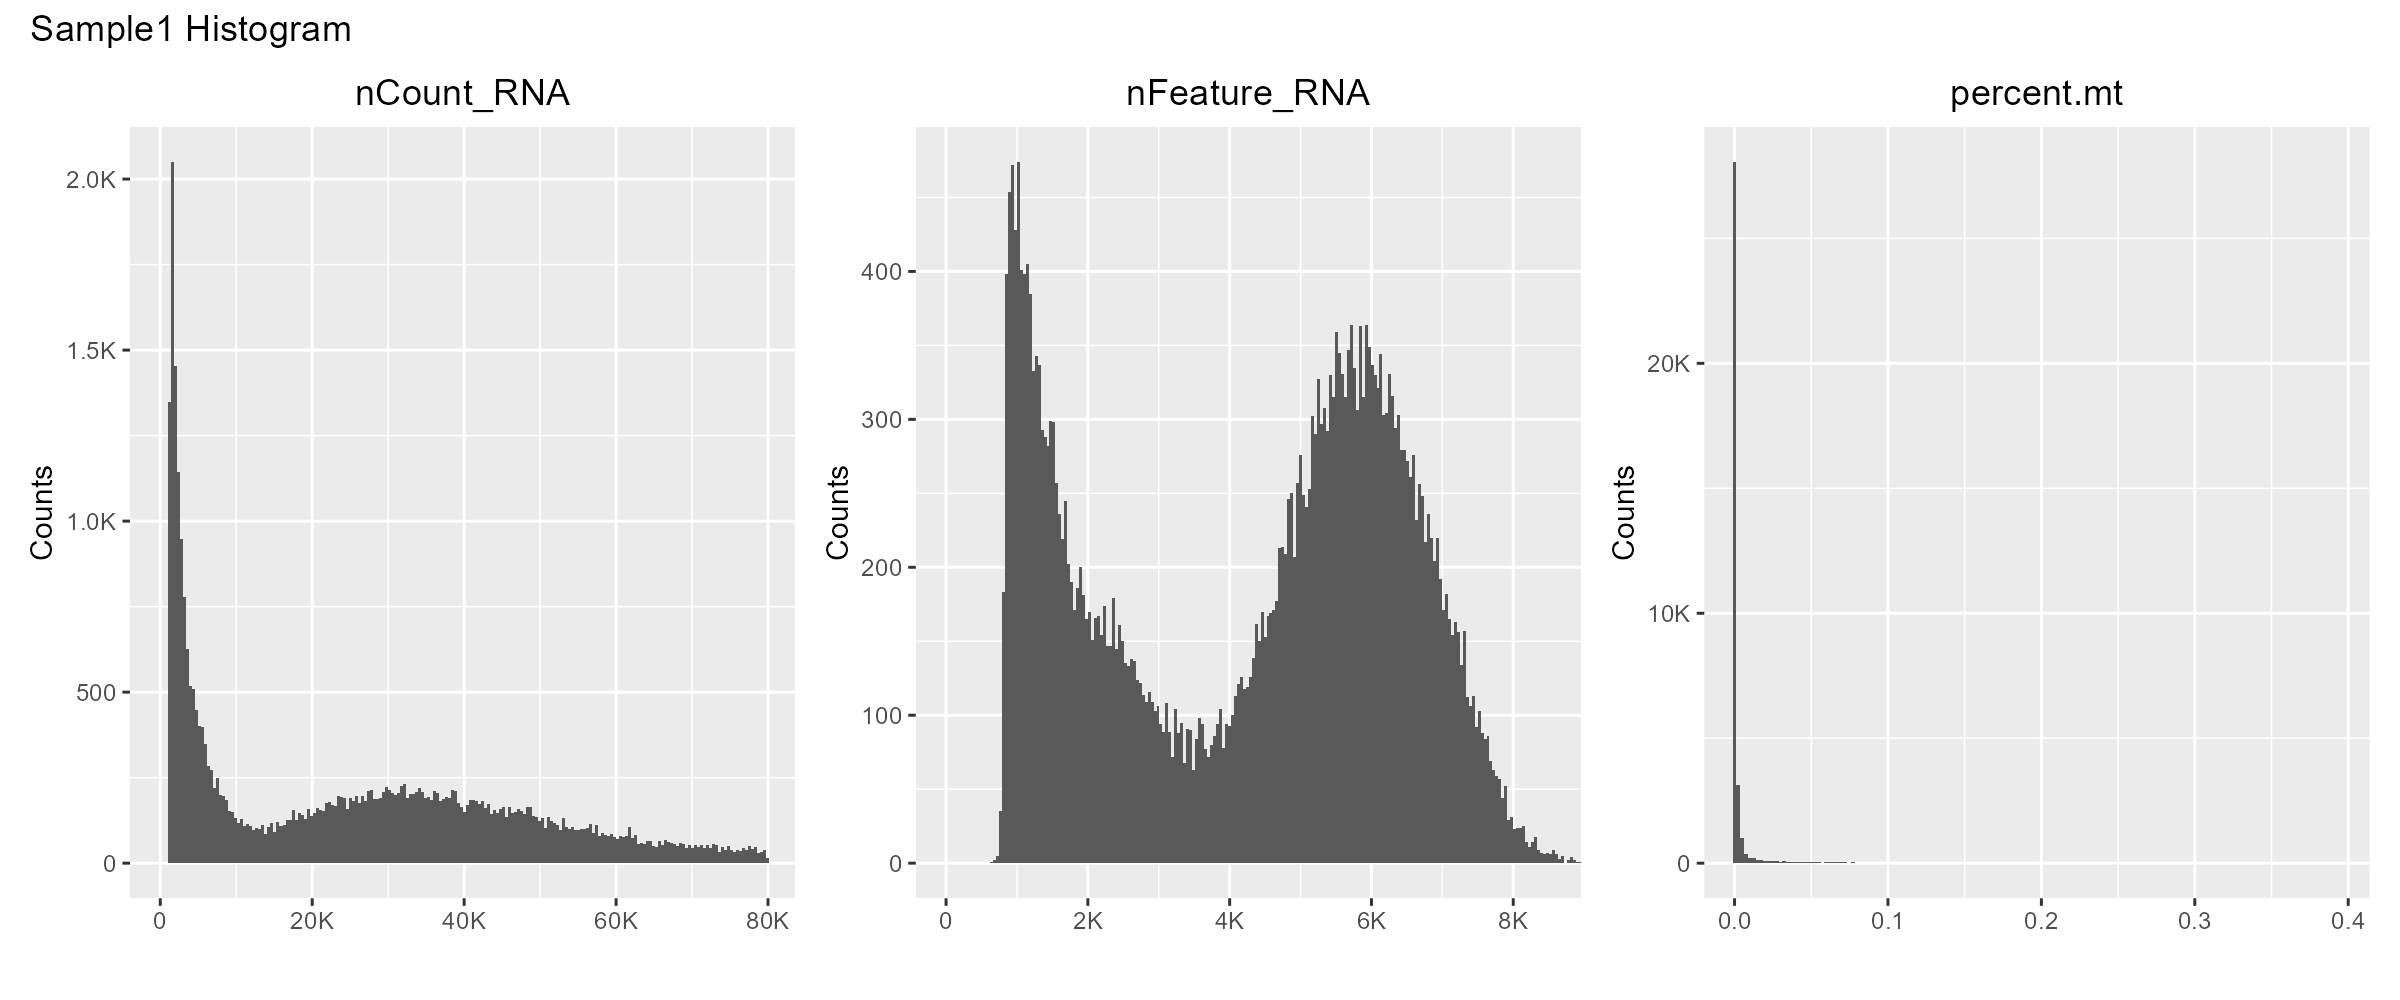 Sample1 Histogram
nCount_RNA
Counts
2.0K
1.5K
1.0K
500
0
0 20K 40K 60K 80K
nFeature_RNA
Counts
400
300
200
100
0
0 2K 4K 6K 8K
percent.mt
Counts
20K
10K
0
0.0 0.1 0.2 0.3 0.4